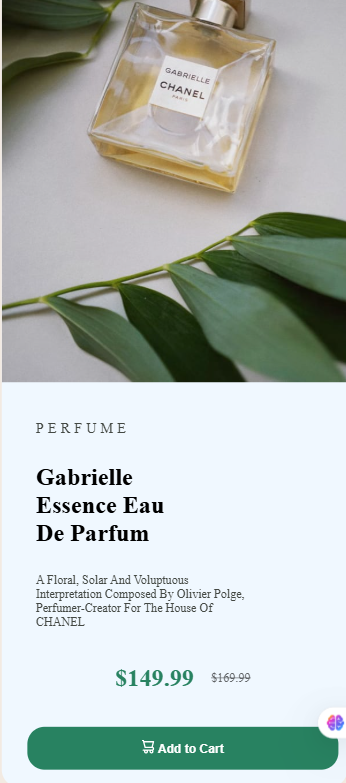 GABRIELLE
CHANEL
PARIS
PERFUME
Gabrielle
Essence Eau
De Parfum
A Floral, Solar And Voluptuous
Interpretation Composed By Olivier Polge,
Perfumer-Creator For The House Of
CHANEL
$149.99 $169.99
Add to Cart